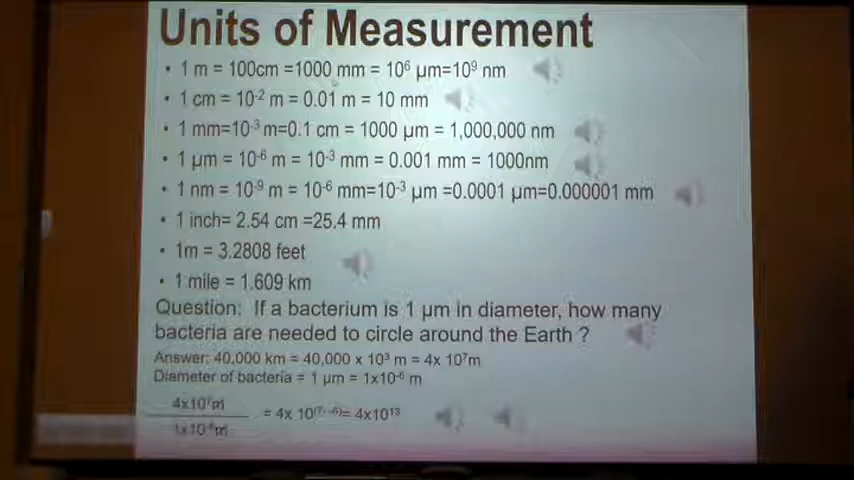 Units of Measurement
• 1 m = 100cm =1000 mm = 10⁶ µm=10⁹ nm
• 1 cm = 10⁻² m = 0.01 m = 10 mm
• 1 mm=10⁻³ m=0.1 cm = 1000 µm = 1,000,000 nm
• 1 µm = 10⁻⁶ m = 10⁻³ mm = 0.001 mm = 1000nm
• 1 nm = 10⁻⁹ m = 10⁻⁶ mm=10⁻³ µm =0.0001 µm=0.000001 mm
• 1 inch= 2.54 cm =25.4 mm
• 1m = 3.2808 feet
• 1 mile = 1.609 km
Question: If a bacterium is 1 µm in diameter, how many
bacteria are needed to circle around the Earth ?
Answer: 40,000 km = 40,000 x 10³ m = 4x 10⁷m
Diameter of bacteria = 1 µm = 1x10⁻⁶ m
4x10⁷m
= 4x 10⁽⁷⁻ ⁻⁶⁾= 4x10¹³
1x10⁻⁶m